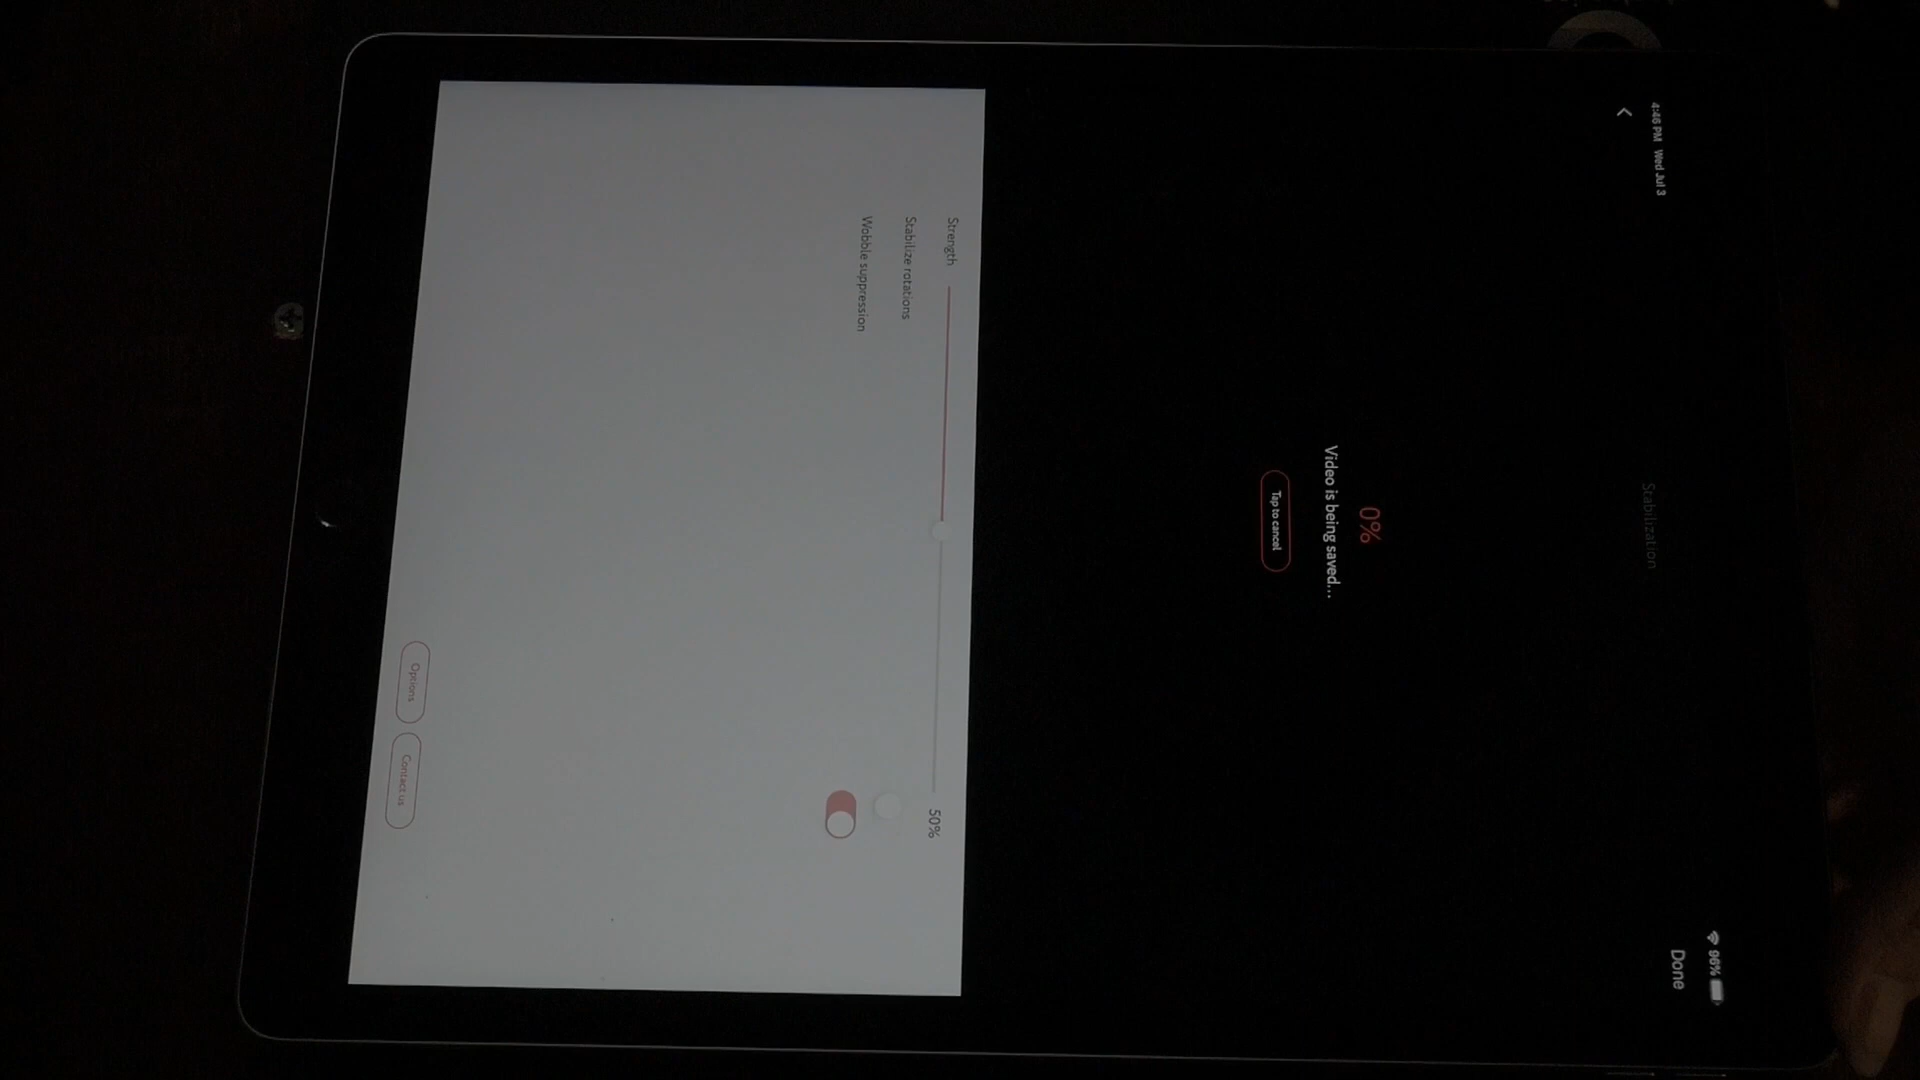 4:46 PM Wed Jul 3
96%
Stabilization
Done
0%
Video is being saved...
Tap to cancel
Strength
50%
Stabilize rotations
Wobble suppression
Options
Contact us